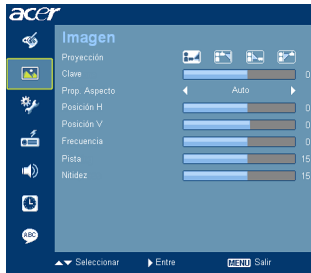 acer
Imagen
Proyección
Clave 0
Prop. Aspecto Auto
Posición H 0
Posición V 0
Frecuencia 0
Pista 15
Nitidez 15
ABC
Seleccionar Entre MENU Salir